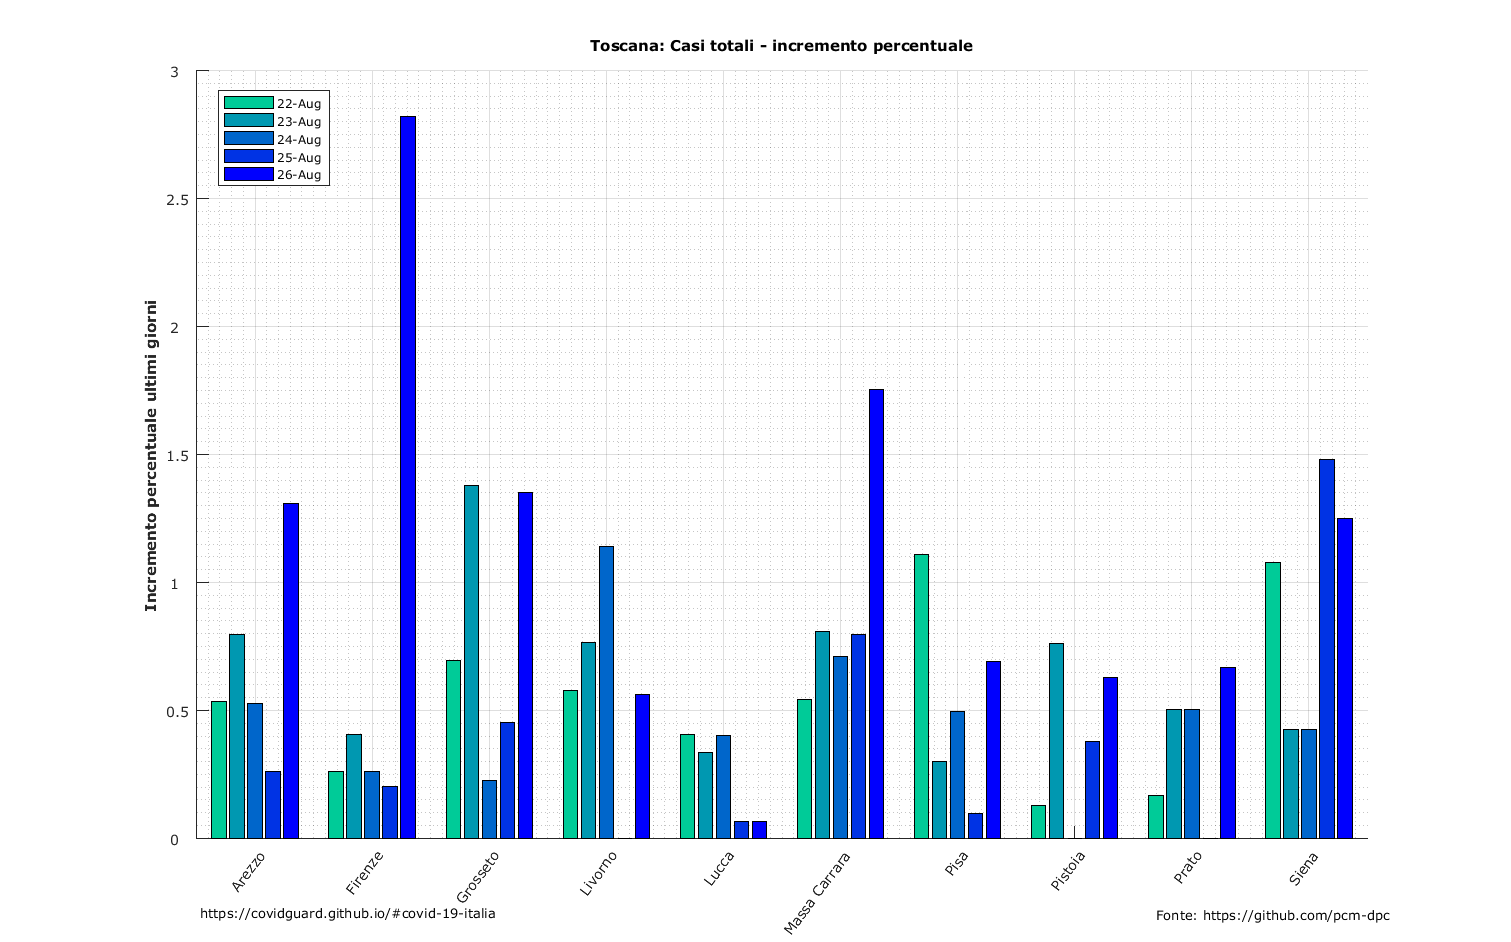 Toscana: Casi totali - incremento percentuale
Incremento percentuale ultimi giorni
3
2.5
2
1.5
1
0.5
0
22-Aug
23-Aug
24-Aug
25-Aug
26-Aug
Arezzo
Firenze
Grosseto
Livorno
Lucca
Massa Carrara
Pisa
Pistoia
Prato
Siena
https://covidguard.github.io/#covid-19-italia
Fonte: https://github.com/pcm-dpc